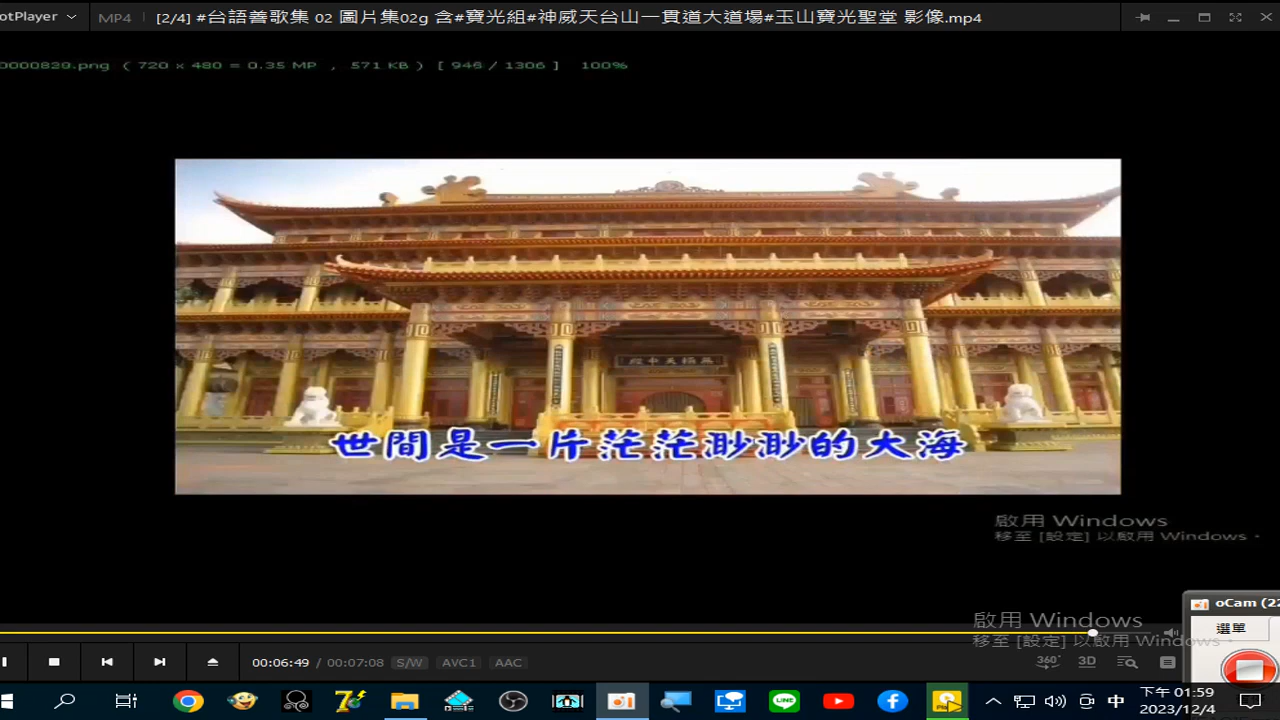 otPlayer
MP4
[2/4] #台語善歌集 02 圖片集02g 含#寶光組#神威天台山一貫道大道場#玉山寶光聖堂 影像.mp4
0000829.png ( 720 x 480 = 0.35 MP , 571 KB ) [ 946 / 1306 ] 100%
世間是一片茫茫渺渺的大海
啟用 Windows
移至 [設定] 以啟用 Windows。
oCam (22
啟用 Windows
移至 [設定] 以啟用 Windows。
選單
00:06:49 / 00:07:08 S/W AVC1 AAC
360° 3D
LINE
中
下午 01:59
2023/12/4